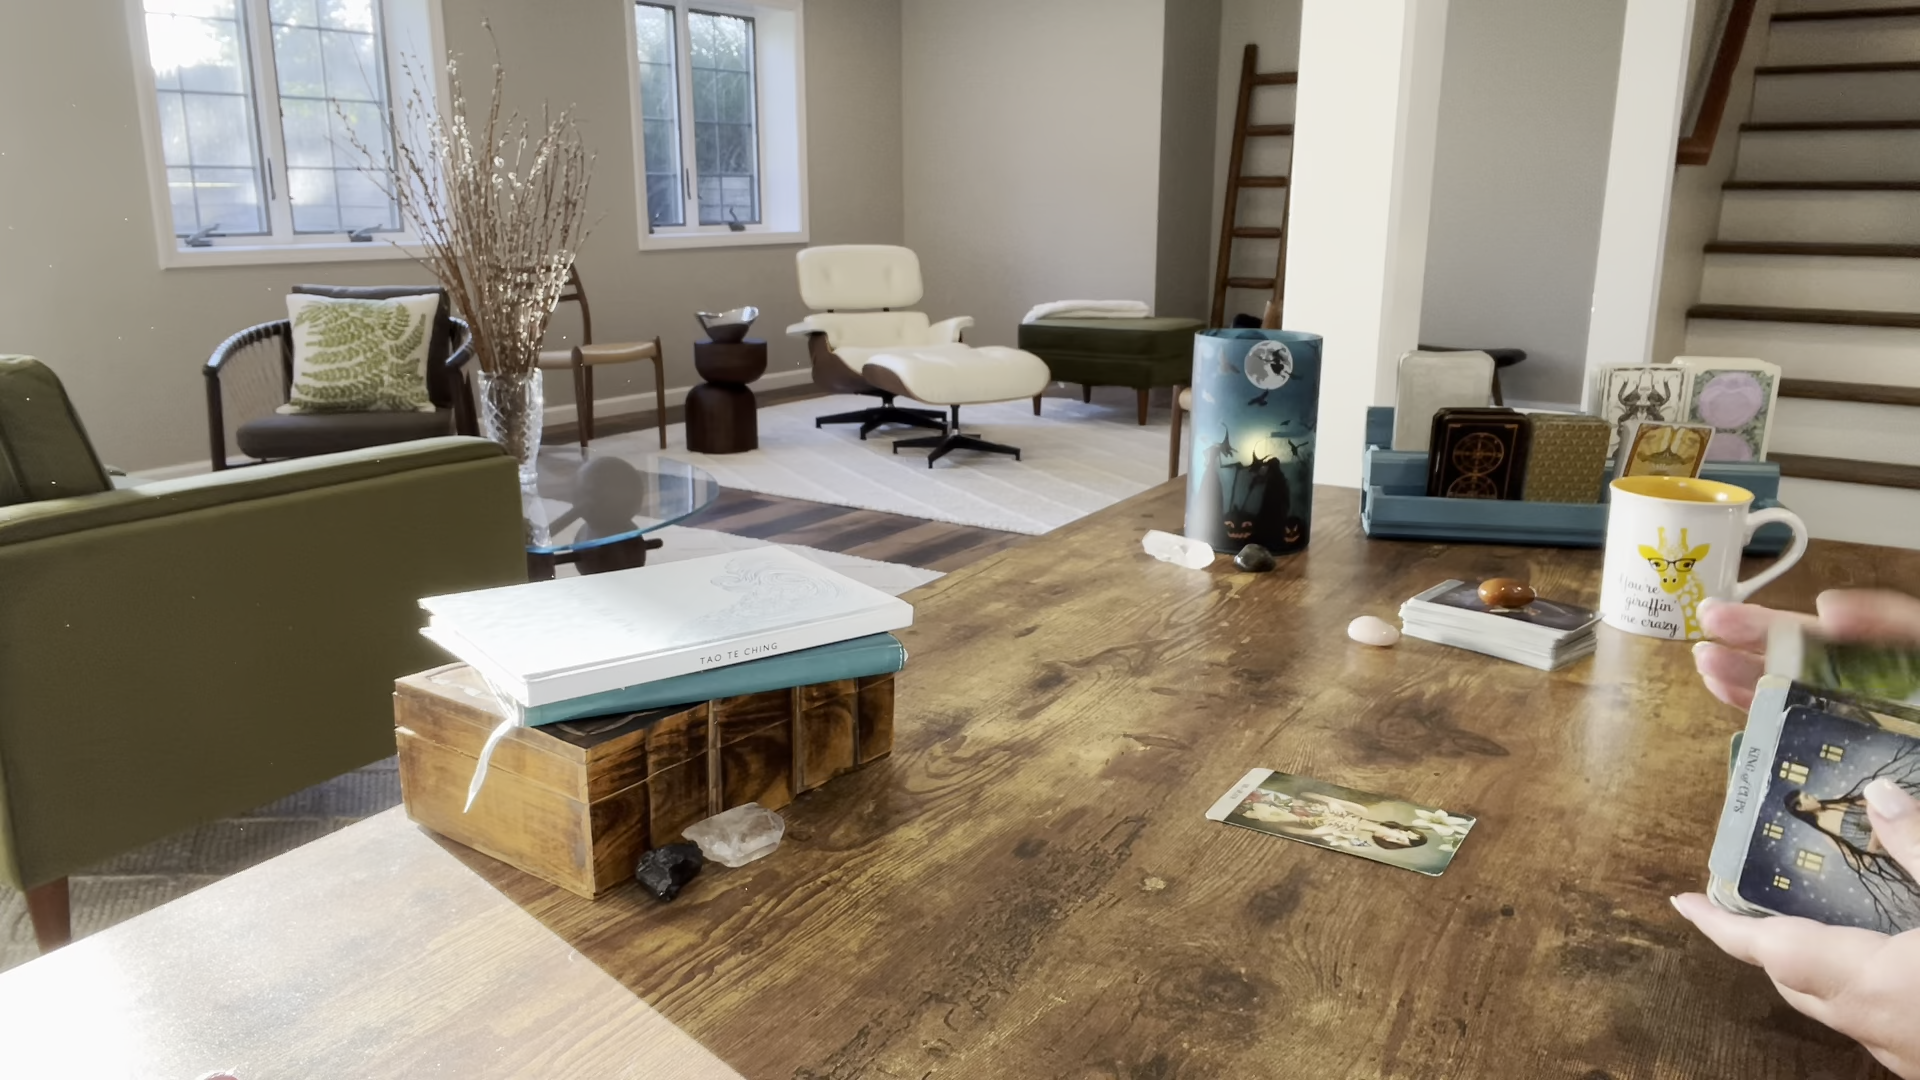 TAO TE CHING
You're
giraffin'
me crazy
KING of CUPS